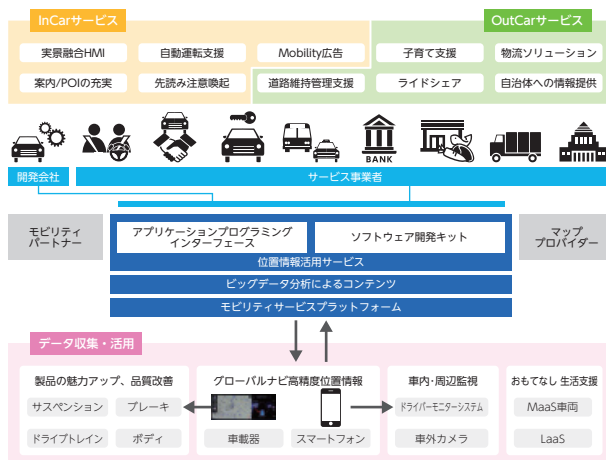 InCarサービス
OutCarサービス
実景融合HMI
自動運転支援
Mobility広告
子育て支援
物流ソリューション
案内/POIの充実
先読み注意喚起
道路維持管理支援
ライドシェア
自治体への情報提供
BANK
開発会社
サービス事業者
モビリティ
パートナー
アプリケーションプログラミング
インターフェース
ソフトウェア開発キット
マップ
プロバイダー
位置情報活用サービス
ビッグデータ分析によるコンテンツ
モビリティサービスプラットフォーム
データ収集・活用
製品の魅力アップ、品質改善
グローバルナビ高精度位置情報
車内・周辺監視
おもてなし 生活支援
サスペンション
ブレーキ
ドライバーモニターシステム
MaaS車両
ドライブトレイン
ボディ
車載器
スマートフォン
車外カメラ
LaaS